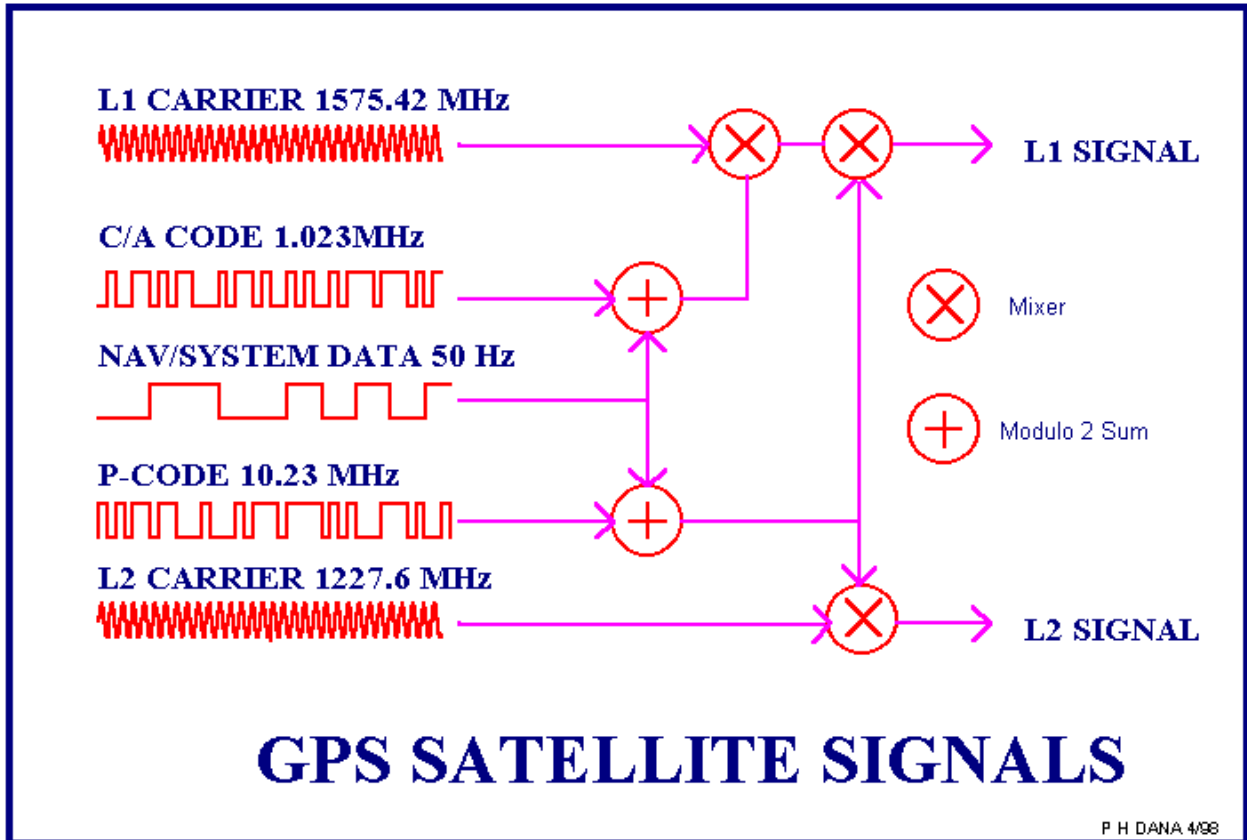 L1 CARRIER 1575.42 MHz
L1 SIGNAL
C/A CODE 1.023MHz
Mixer
NAV/SYSTEM DATA 50 Hz
Modulo 2 Sum
P-CODE 10.23 MHz
L2 CARRIER 1227.6 MHz
L2 SIGNAL
GPS SATELLITE SIGNALS
P H DANA 4/98